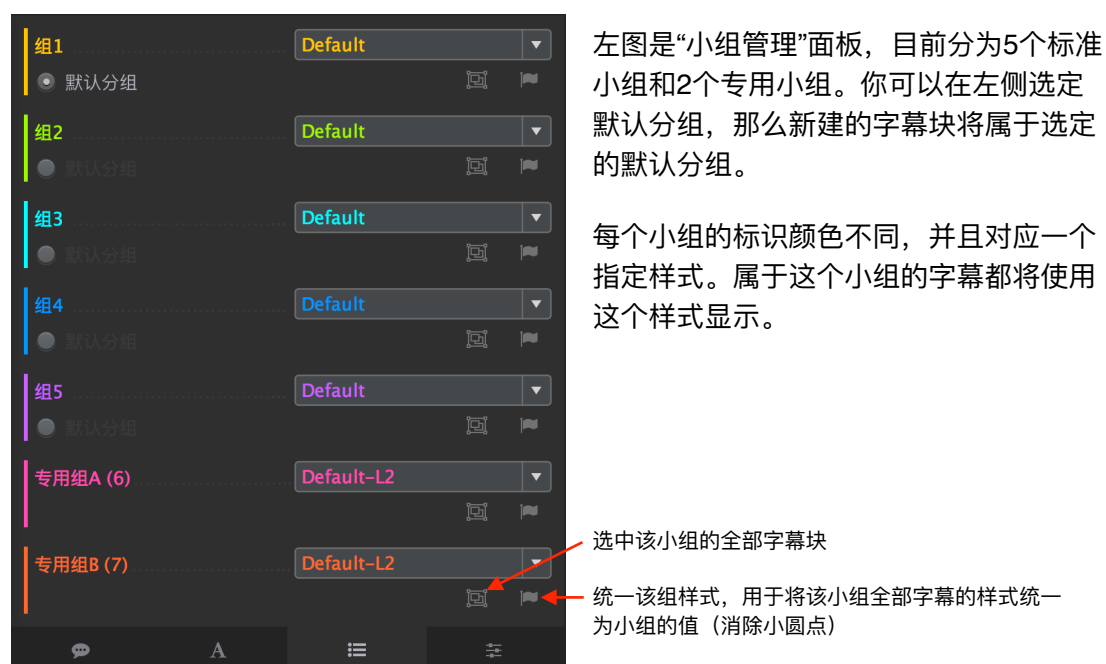 组1
Default
默认分组
组2
Default
默认分组
组3
Default
默认分组
组4
Default
默认分组
组5
Default
默认分组
专用组A (6)
Default-L2
专用组B (7)
Default-L2
A
左图是“小组管理”面板，目前分为5个标准
小组和2个专用小组。你可以在左侧选定
默认分组，那么新建的字幕块将属于选定
的默认分组。
每个小组的标识颜色不同，并且对应一个
指定样式。属于这个小组的字幕都将使用
这个样式显示。
选中该小组的全部字幕块
统一该组样式，用于将该小组全部字幕的样式统一
为小组的值（消除小圆点）